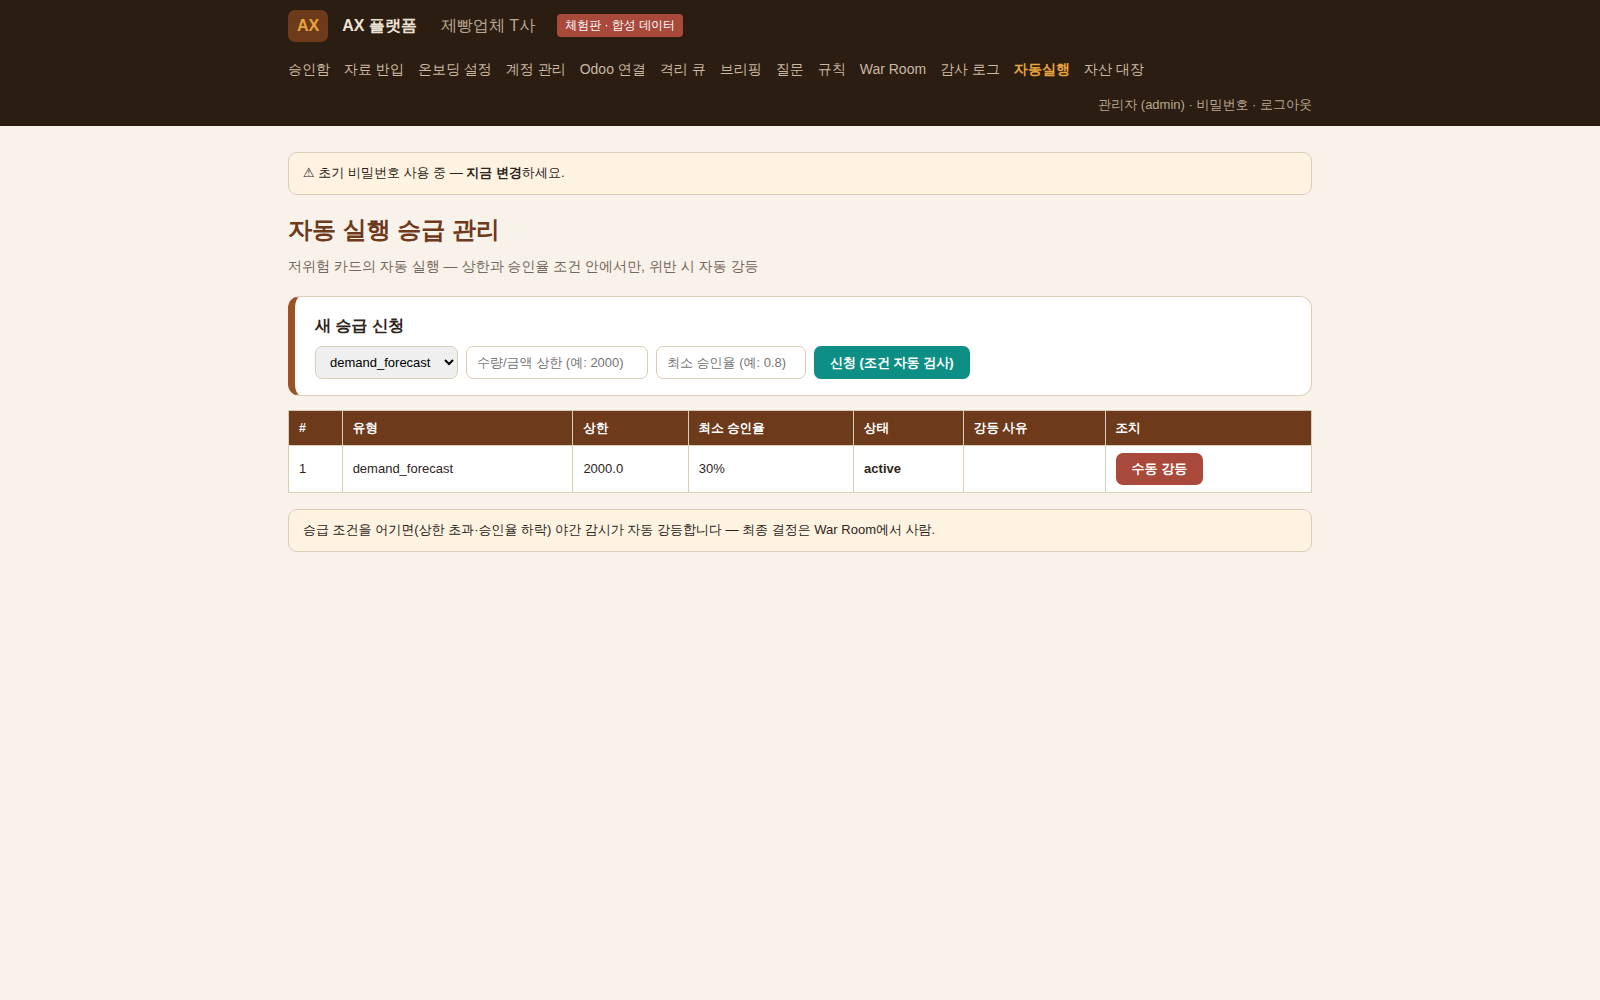 AX AX 플랫폼 제빵업체 T사 체험판 · 합성 데이터
승인함 자료 반입 온보딩 설정 계정 관리 Odoo 연결 격리 큐 브리핑 질문 규칙 War Room 감사 로그 자동실행 자산 대장
관리자 (admin) · 비밀번호 · 로그아웃
⚠ 초기 비밀번호 사용 중 — 지금 변경하세요.
자동 실행 승급 관리
저위험 카드의 자동 실행 — 상한과 승인율 조건 안에서만, 위반 시 자동 강등
새 승급 신청
demand_forecast 수량/금액 상한 (예: 2000) 최소 승인율 (예: 0.8) 신청 (조건 자동 검사)
# 유형 상한 최소 승인율 상태 강등 사유 조치
1 demand_forecast 2000.0 30% active 수동 강등
승급 조건을 어기면(상한 초과·승인율 하락) 야간 감시가 자동 강등합니다 — 최종 결정은 War Room에서 사람.